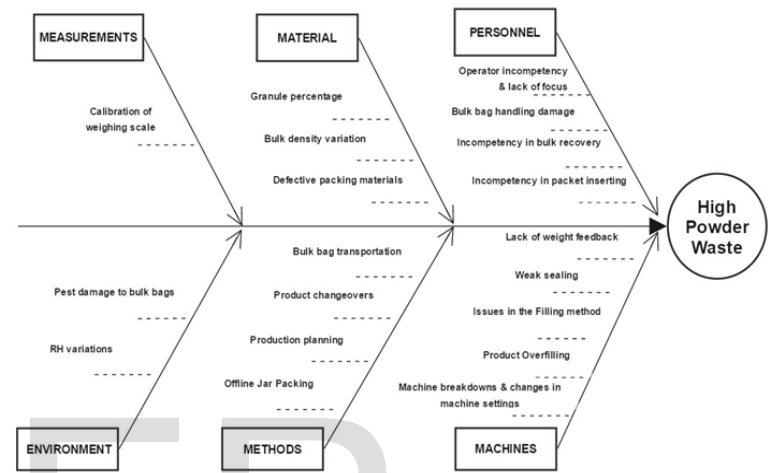 MEASUREMENTS
MATERIAL
PERSONNEL
Calibration of
weighing scale
Granule percentage
Bulk density variation
Defective packing materials
Operator incompetency
& lack of focus
Bulk bag handling damage
Incompetency in bulk recovery
Incompetency in packet inserting
High
Powder
Waste
Pest damage to bulk bags
RH variations
Bulk bag transportation
Product changeovers
Production planning
Offline Jar Packing
Lack of weight feedback
Weak sealing
Issues in the Filling method
Product Overfilling
Machine breakdowns & changes in
machine settings
ENVIRONMENT
METHODS
MACHINES